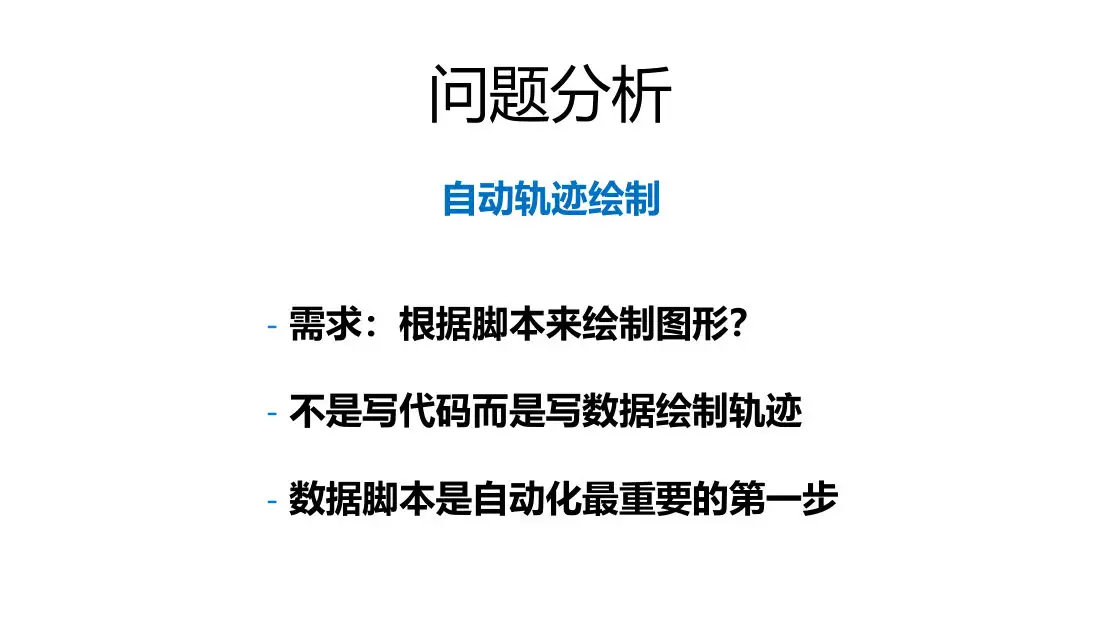 问题分析
自动轨迹绘制
- 需求：根据脚本来绘制图形？
- 不是写代码而是写数据绘制轨迹
- 数据脚本是自动化最重要的第一步